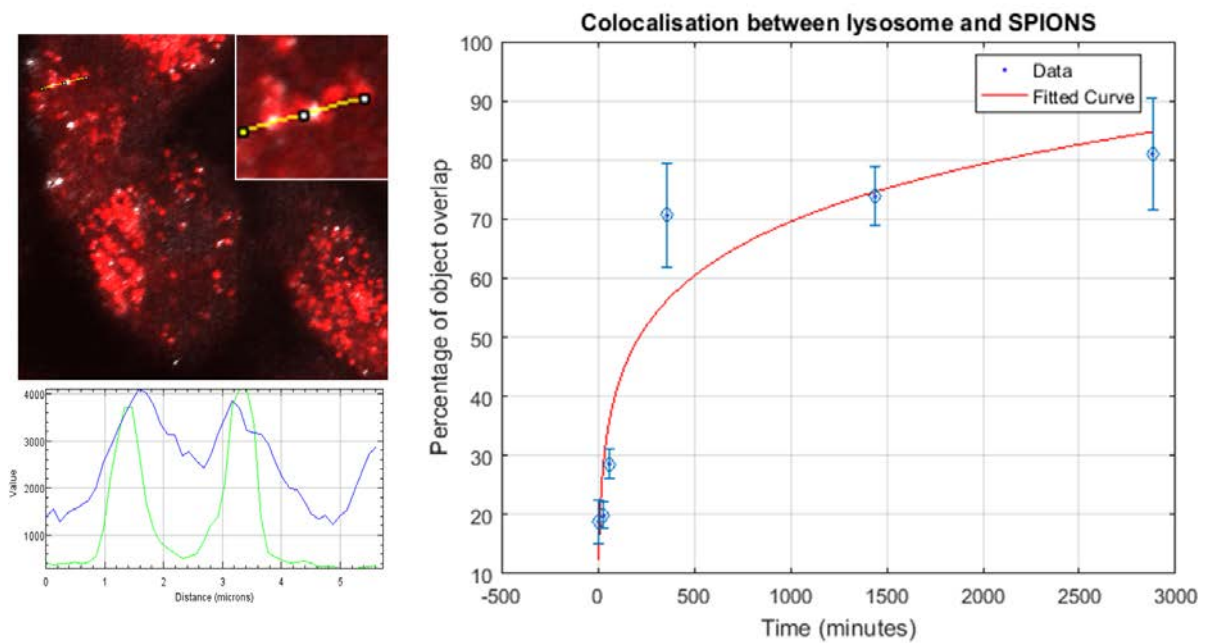 Colocalisation between lysosome and SPIONS
100
90
80
70
60
50
40
30
20
10
Percentage of object overlap
-500 0 500 1000 1500 2000 2500 3000
Time (minutes)
Data
Fitted Curve
4000
3000
2000
1000
Value
0 1 2 3 4 5
Distance (microns)